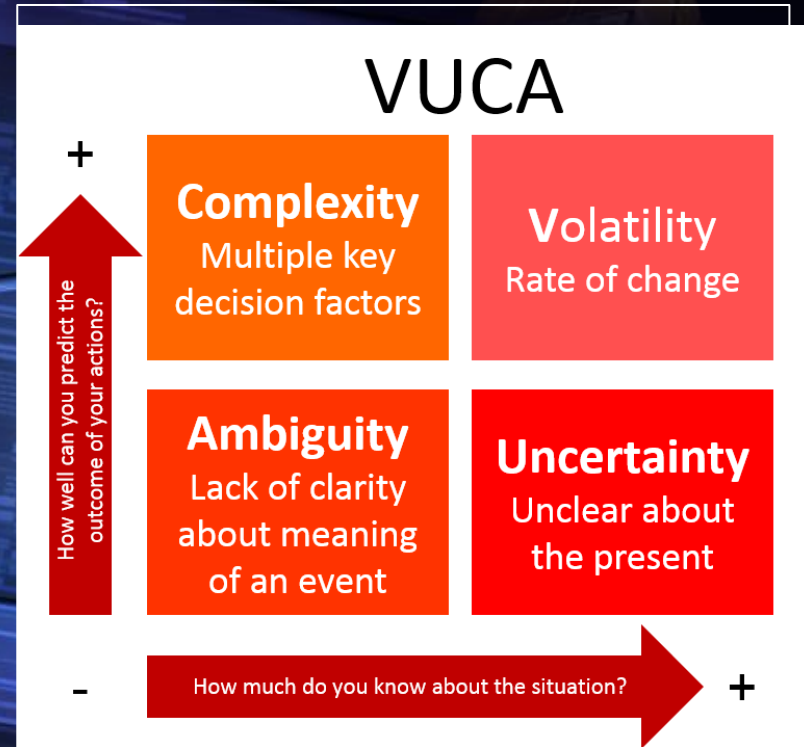 VUCA
+
Complexity
Multiple key
decision factors
Volatility
Rate of change
How well can you predict the
outcome of your actions?
Ambiguity
Lack of clarity
about meaning
of an event
Uncertainty
Unclear about
the present
-
How much do you know about the situation?
+